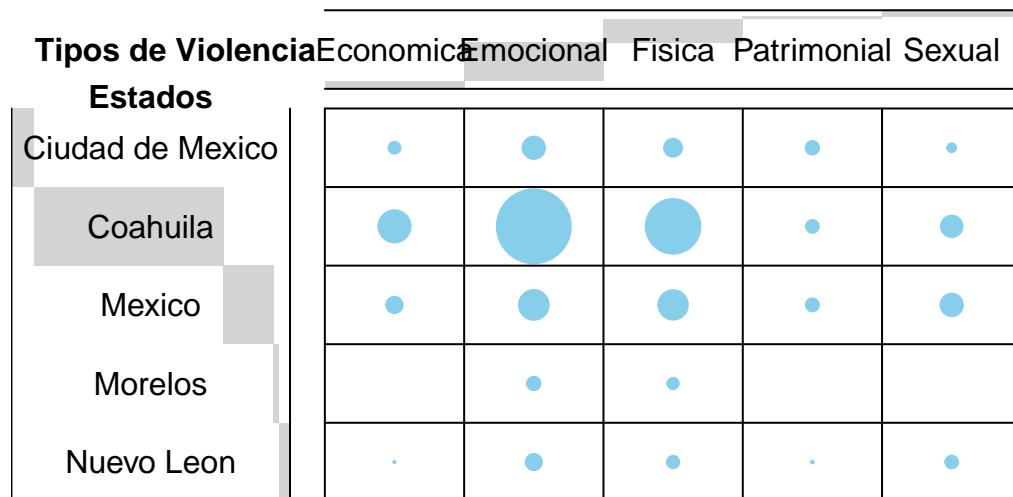 Tipos de Violencia Economica Emocional Fisica Patrimonial Sexual
Estados
Ciudad de Mexico
Coahuila
Mexico
Morelos
Nuevo Leon